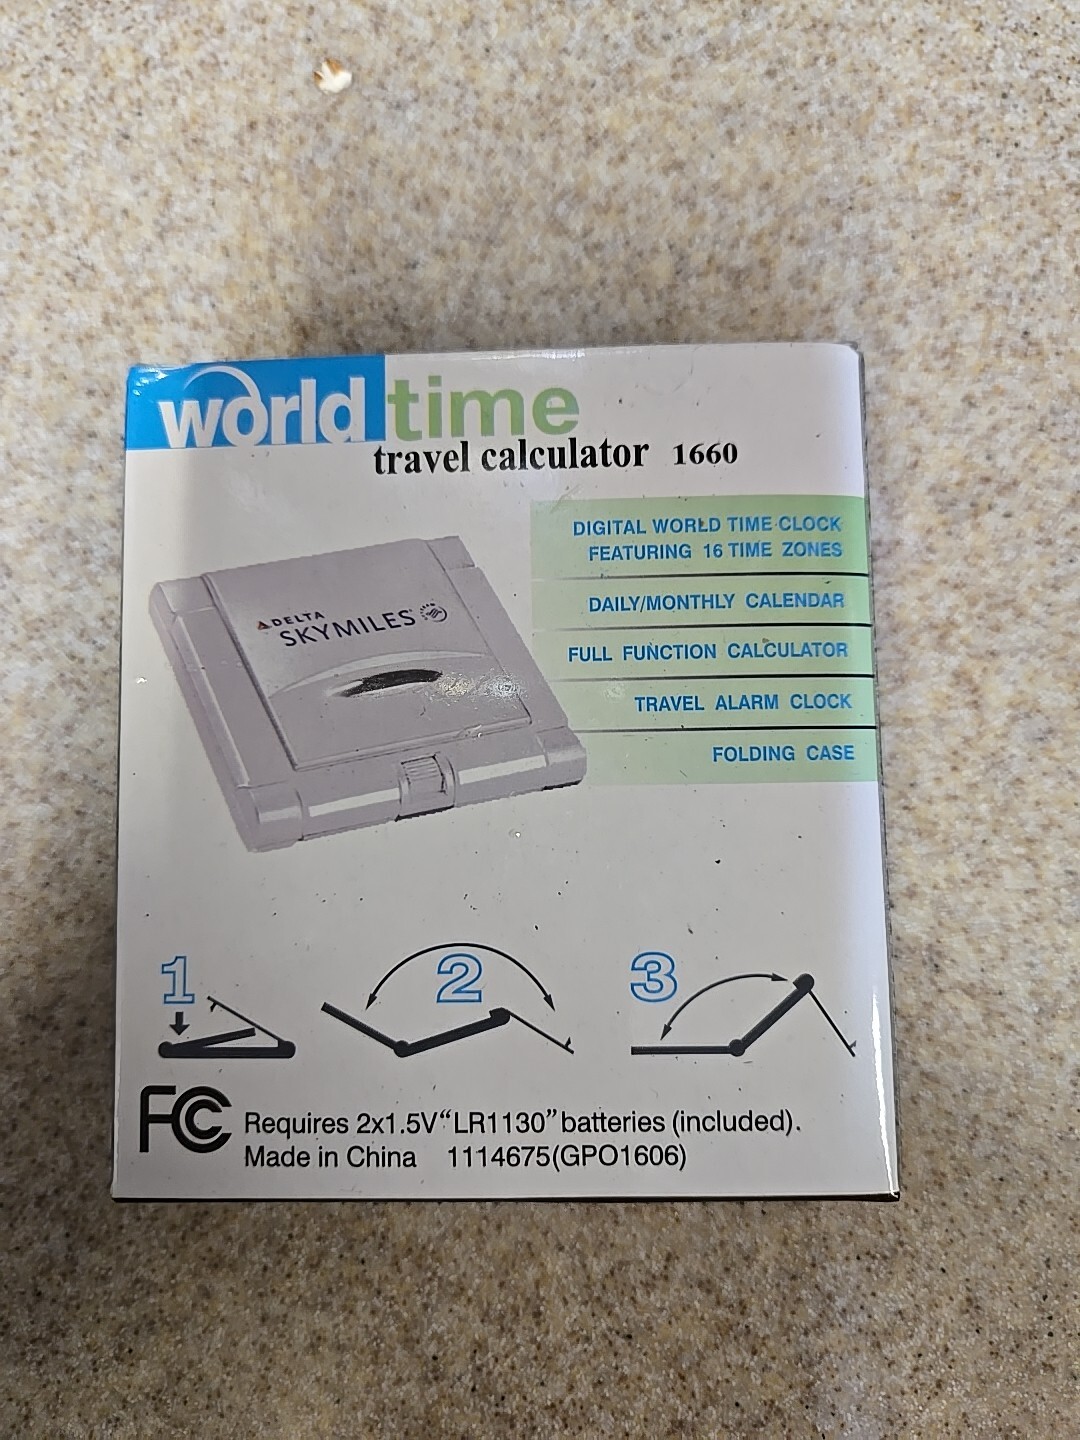 worldtime
travel calculator 1660
DIGITAL WORLD TIME CLOCK
FEATURING 16 TIME ZONES
DAILY/MONTHLY CALENDAR
FULL FUNCTION CALCULATOR
TRAVEL ALARM CLOCK
FOLDING CASE
DELTA
SKYMILES
1
2
3
FC Requires 2x1.5V“LR1130”batteries (included).
Made in China 1114675(GPO1606)